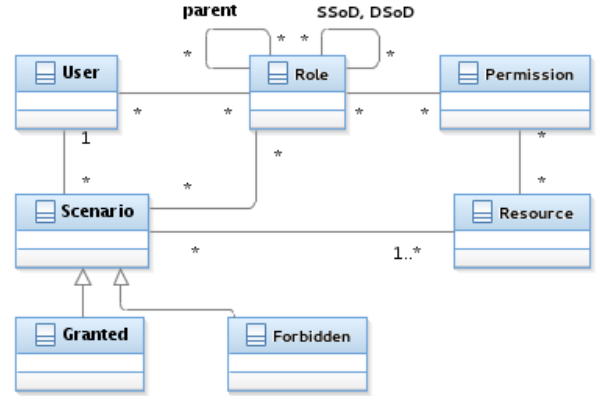 parent
SSoD, DSoD
* * * *
User
Role
Permission
* * * *
1
*
* *
* *
Scenario
Resource
* 1..*
Granted
Forbidden